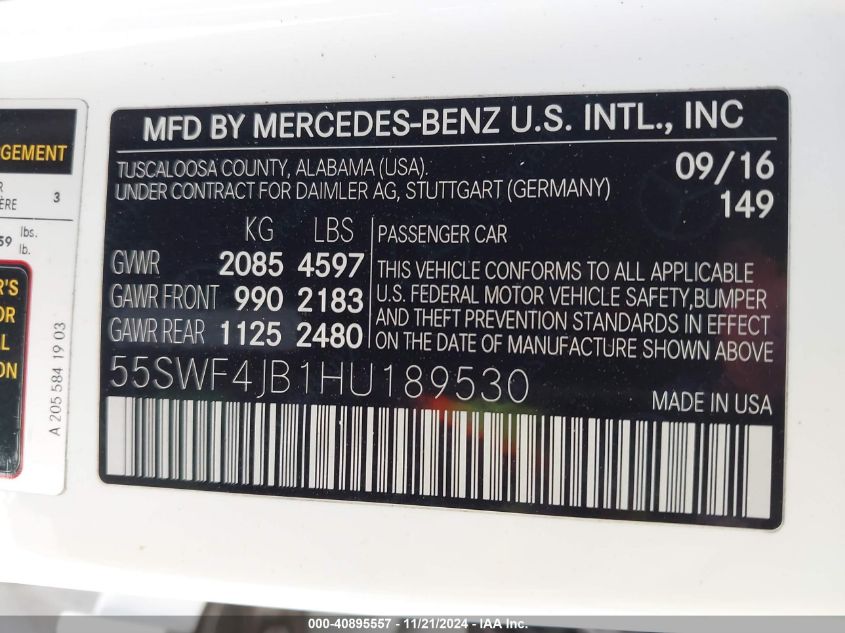 MFD BY MERCEDES-BENZ U.S. INTL., INC
TUSCALOOSA COUNTY, ALABAMA (USA). 09/16
UNDER CONTRACT FOR DAIMLER AG, STUTTGART (GERMANY) 149
KG LBS
GVWR 2085 4597
GAWR FRONT 990 2183
GAWR REAR 1125 2480
PASSENGER CAR
THIS VEHICLE CONFORMS TO ALL APPLICABLE
U.S. FEDERAL MOTOR VEHICLE SAFETY,BUMPER
AND THEFT PREVENTION STANDARDS IN EFFECT
ON THE DATE OF MANUFACTURE SHOWN ABOVE
55SWF4JB1HU189530
MADE IN USA
3
lbs.
lb.
A 205 584 19 03
© - 40895557 - 11/21/2024 - IAA Inc.